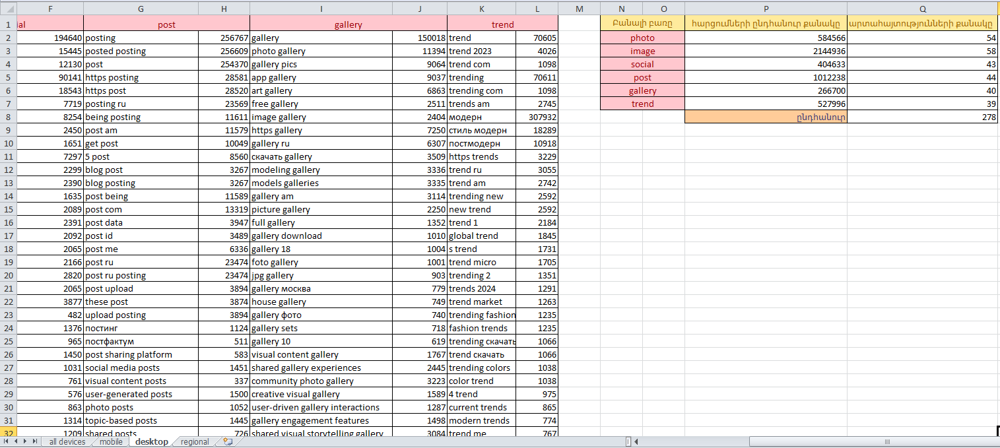 F G H I J K L M N O P Q
1 ial post gallery trend Բանալի բառը հարցումների ընդհանուր քանակը արտահայտությունների քանակը
2 194640 posting 256767 gallery 150018 trend 70605 photo 584566 54
3 15445 posted posting 256609 photo gallery 11394 trend 2023 4026 image 2144936 58
4 12130 post 254370 gallery pics 9064 trend com 1098 social 404633 43
5 90141 https posting 28581 app gallery 9037 trending 70611 post 1012238 44
6 18543 https post 28520 art gallery 6863 trending com 1098 gallery 266700 40
7 7719 posting ru 23569 free gallery 2511 trends am 2745 trend 527996 39
8 8254 being posting 11611 image gallery 2404 модерн 307932 ընդհանուր 278
9 2450 post am 11579 https gallery 7250 стиль модерн 18289
10 1651 get post 10049 gallery ru 6307 постмодерн 10918
11 7297 5 post 8560 скачать gallery 3509 https trends 3229
12 2299 blog post 3267 modeling gallery 3336 trend ru 3055
13 2390 blog posting 3267 models galleries 3335 trend am 2742
14 1635 post being 11589 gallery am 3114 trending new 2592
15 2089 post com 13319 picture gallery 2250 new trend 2592
16 2391 post data 3947 full gallery 1352 trend 1 2184
17 2092 post id 3489 gallery download 1010 global trend 1845
18 2065 post me 6336 gallery 18 1004 s trend 1731
19 2166 post ru 23474 foto gallery 1001 trend micro 1705
20 2820 post ru posting 23474 jpg gallery 903 trending 2 1351
21 2065 post upload 3894 gallery москва 779 trends 2024 1291
22 3877 these post 3874 house gallery 749 trend market 1263
23 482 upload posting 3894 gallery фото 740 trending fashion 1235
24 1376 постинг 1124 gallery sets 718 fashion trends 1235
25 965 постфактум 511 gallery 10 619 trending скачать 1066
26 1450 post sharing platform 583 visual content gallery 1767 trend скачать 1066
27 1031 social media posts 1451 shared gallery experiences 2445 trending colors 1038
28 761 visual content posts 337 community photo gallery 3223 color trend 1038
29 576 user-generated posts 1500 creative visual gallery 1589 4 trend 975
30 863 photo posts 1052 user-driven gallery interactions 1287 current trends 865
31 1314 topic-based posts 1445 gallery engagement features 1498 modern trends 774
32 1209 shared posts 726 shared visual storytelling gallery 3084 trend me 767
all devices mobile desktop regional